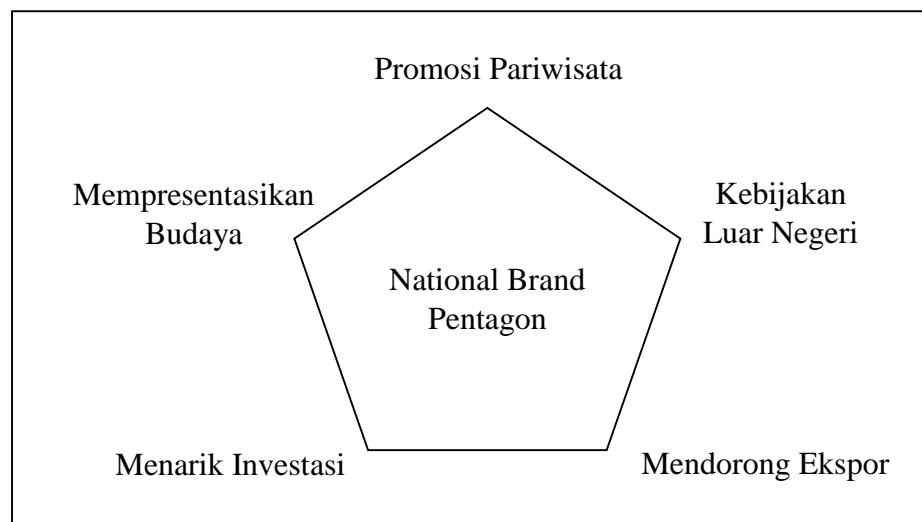 Promosi Pariwisata
Mempresentasikan
Budaya
Kebijakan
Luar Negeri
National Brand
Pentagon
Menarik Investasi
Mendorong Ekspor